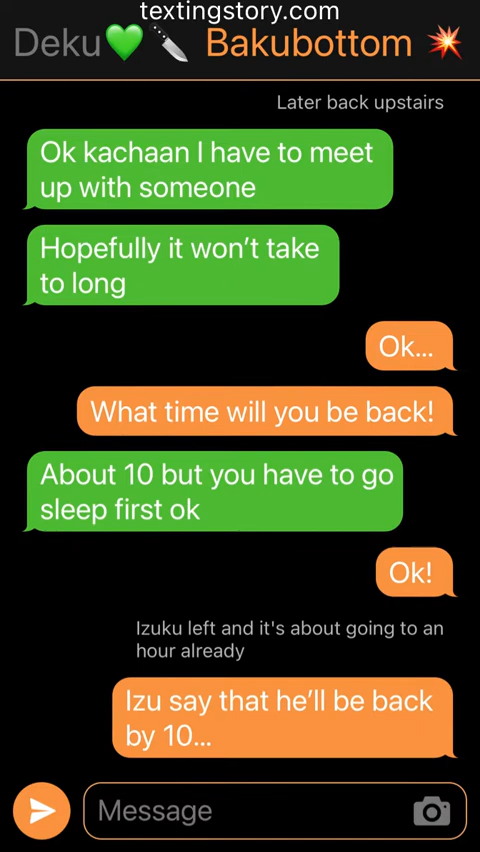 textingstory.com
Deku💚🔪 Bakubottom 💥
Later back upstairs
Ok kachaan I have to meet
up with someone
Hopefully it won't take
to long
Ok...
What time will you be back!
About 10 but you have to go
sleep first ok
Ok!
Izuku left and it's about going to an
hour already
Izu say that he'll be back
by 10...
Message